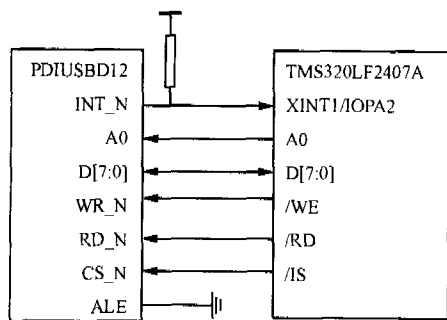 PDIUSBD12
TMS320LF2407A
INT_N
XINT1/IOPA2
A0
A0
D[7:0]
D[7:0]
WR_N
/WE
RD_N
/RD
CS_N
/IS
ALE